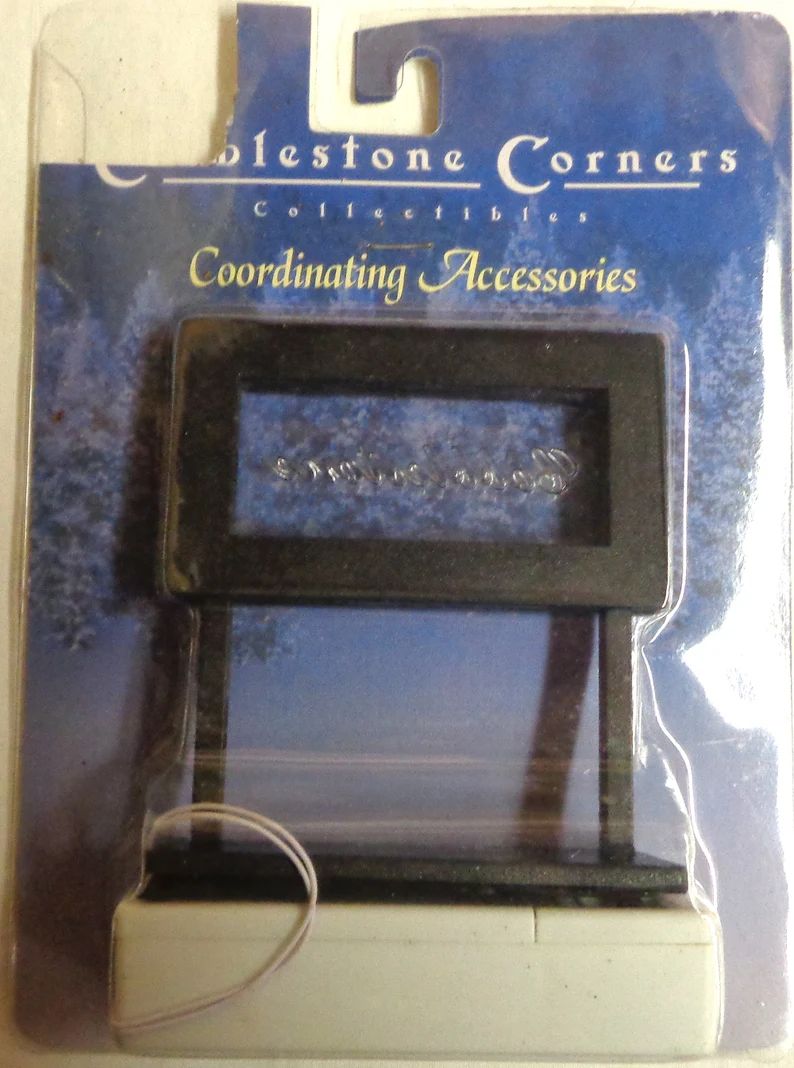 C blestone Corners
Collectibles
Coordinating Accessories